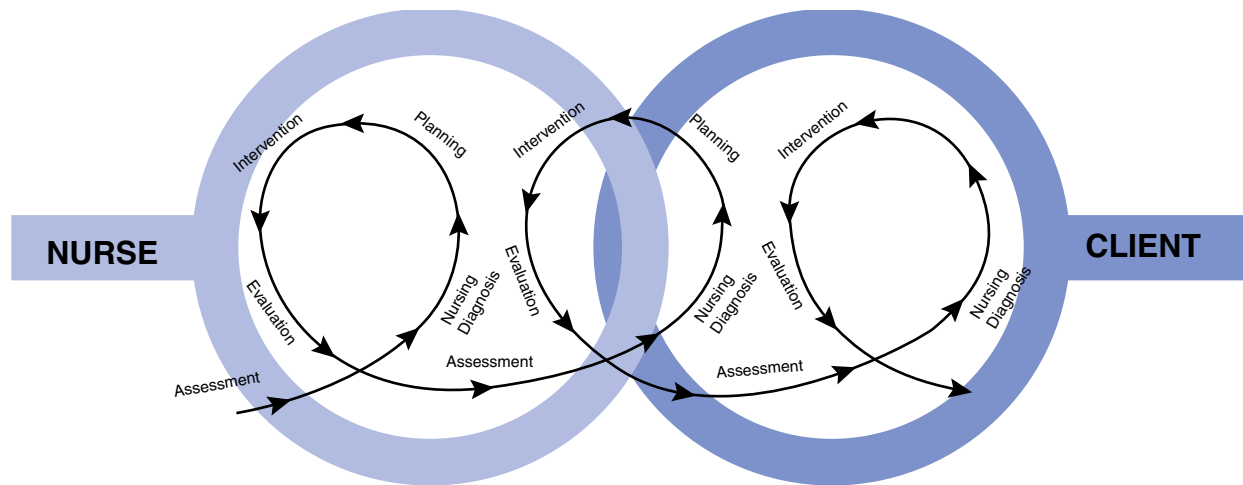 NURSE
Assessment
Nursing
Diagnosis
Planning
Intervention
Evaluation
Assessment
Nursing
Diagnosis
Planning
Intervention
Evaluation
Assessment
Nursing
Diagnosis
Intervention
Evaluation
CLIENT